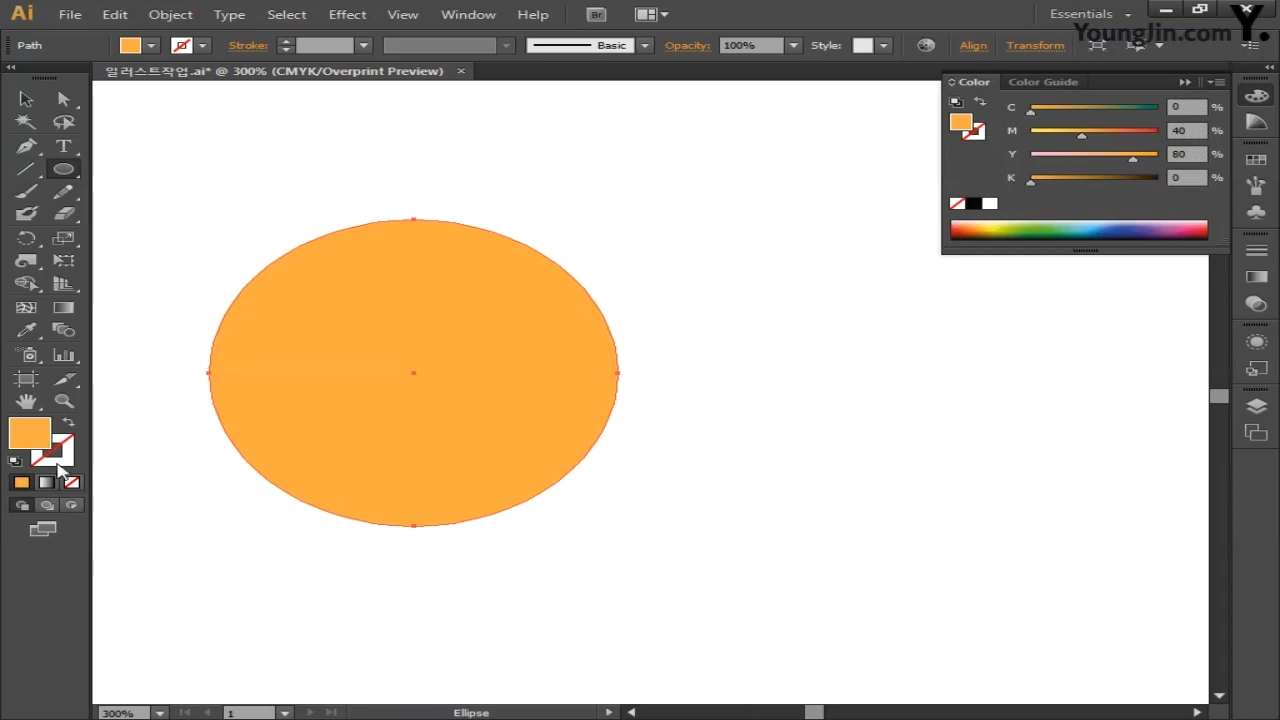 Ai File Edit Object Type Select Effect View Window Help Br Essentials
YoungJin.com Y.
Path Stroke: Basic Opacity: 100% Style: Align Transform
일러스트작업.ai* @ 300% (CMYK/Overprint Preview) ×
Color Color Guide
C 0 %
M 40 %
Y 80 %
K 0 %
T
300% 1 Ellipse